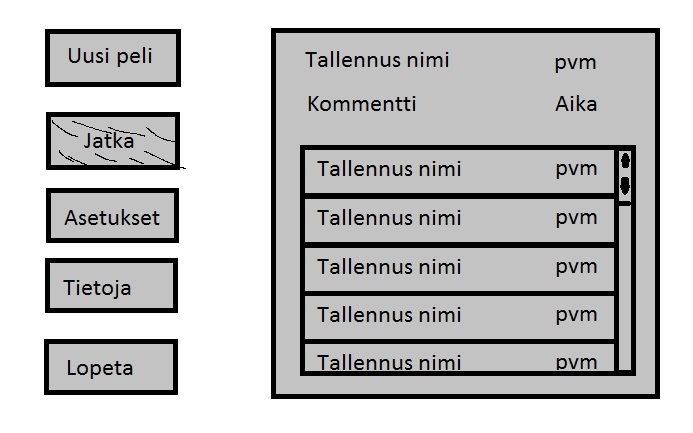 Uusi peli
Jatka
Asetukset
Tietoja
Lopeta
Tallennus nimi pvm
Kommentti Aika
Tallennus nimi pvm
Tallennus nimi pvm
Tallennus nimi pvm
Tallennus nimi pvm
Tallennus nimi pvm